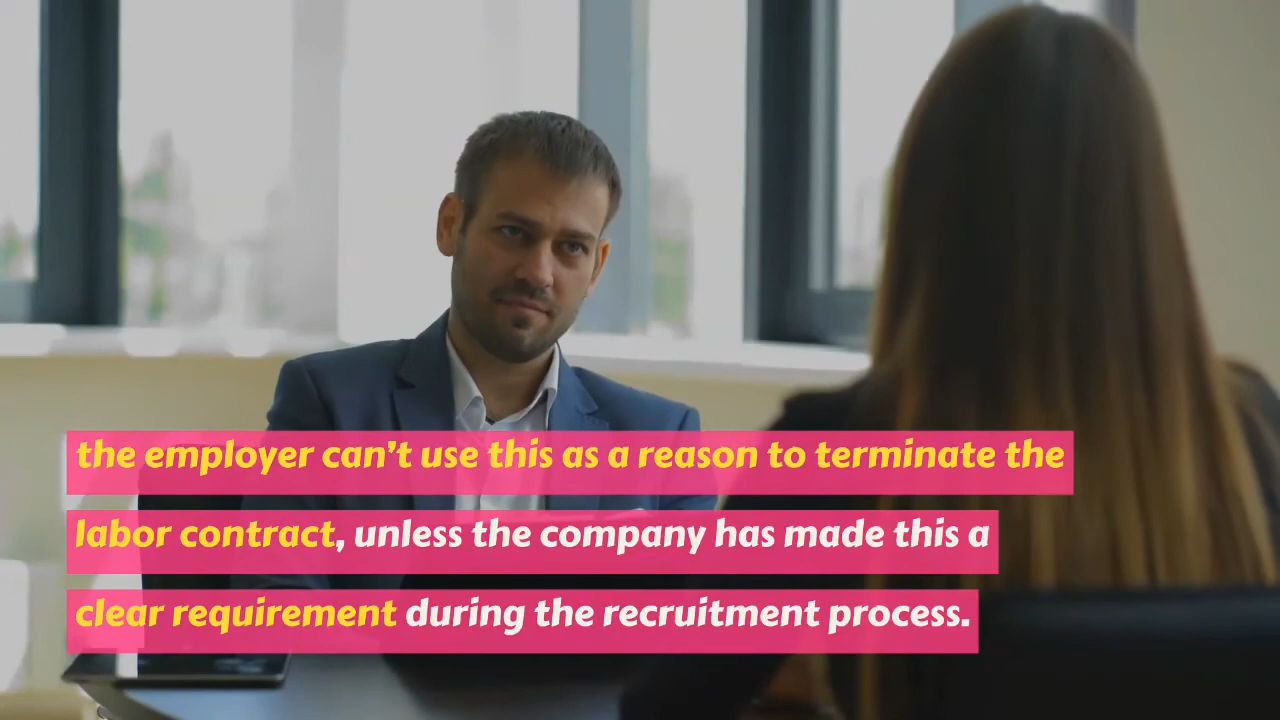 the employer can't use this as a reason to terminate the
labor contract, unless the company has made this a
clear requirement during the recruitment process.